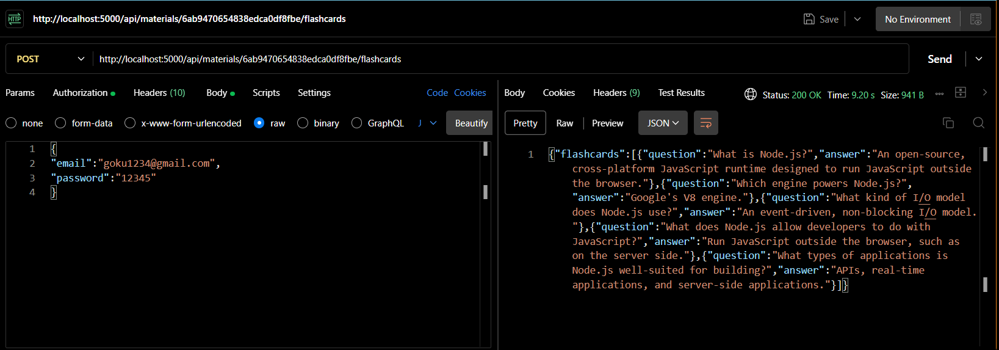 HTTP http://localhost:5000/api/materials/6ab9470654838edca0df8fbe/flashcards Save No Environment
POST http://localhost:5000/api/materials/6ab9470654838edca0df8fbe/flashcards Send
Params Authorization Headers (10) Body Scripts Settings Code Cookies
none form-data x-www-form-urlencoded raw binary GraphQL J Beautify
1 {
2 "email":"goku1234@gmail.com",
3 "password":"12345"
4 }
Body Cookies Headers (9) Test Results Status: 200 OK Time: 9.20 s Size: 941 B
Pretty Raw Preview JSON
1 {"flashcards":[{"question":"What is Node.js?","answer":"An open-source,
cross-platform JavaScript runtime designed to run JavaScript outside
the browser."},{"question":"Which engine powers Node.js?",
"answer":"Google's V8 engine."},{"question":"What kind of I/O model
does Node.js use?","answer":"An event-driven, non-blocking I/O model.
"},{"question":"What does Node.js allow developers to do with
JavaScript?","answer":"Run JavaScript outside the browser, such as
on the server side."},{"question":"What types of applications is
Node.js well-suited for building?","answer":"APIs, real-time
applications, and server-side applications."}]}